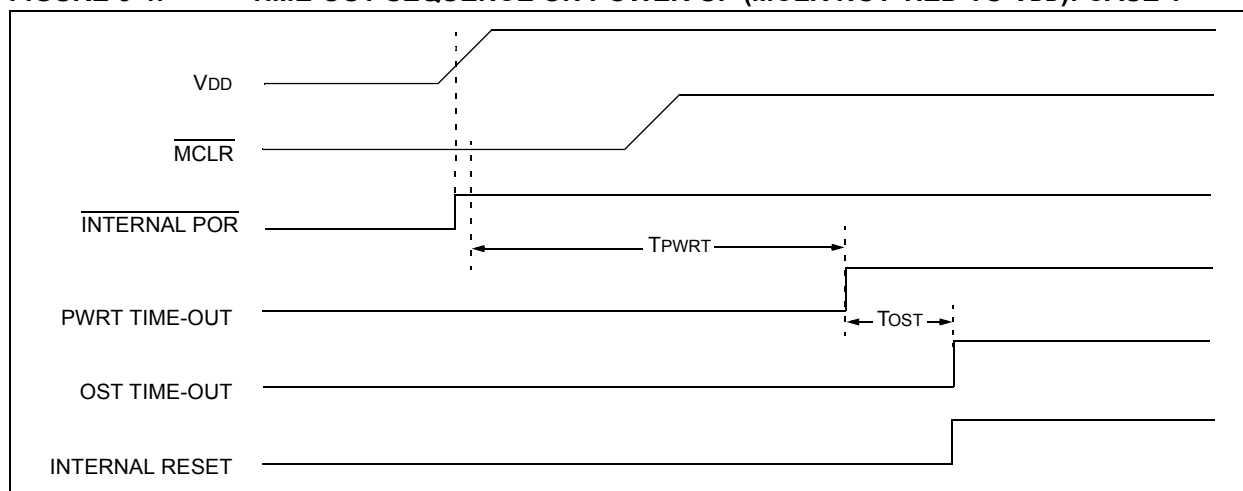 VDD
MCLR
INTERNAL POR
TPWRT
PWRT TIME-OUT
TOST
OST TIME-OUT
INTERNAL RESET